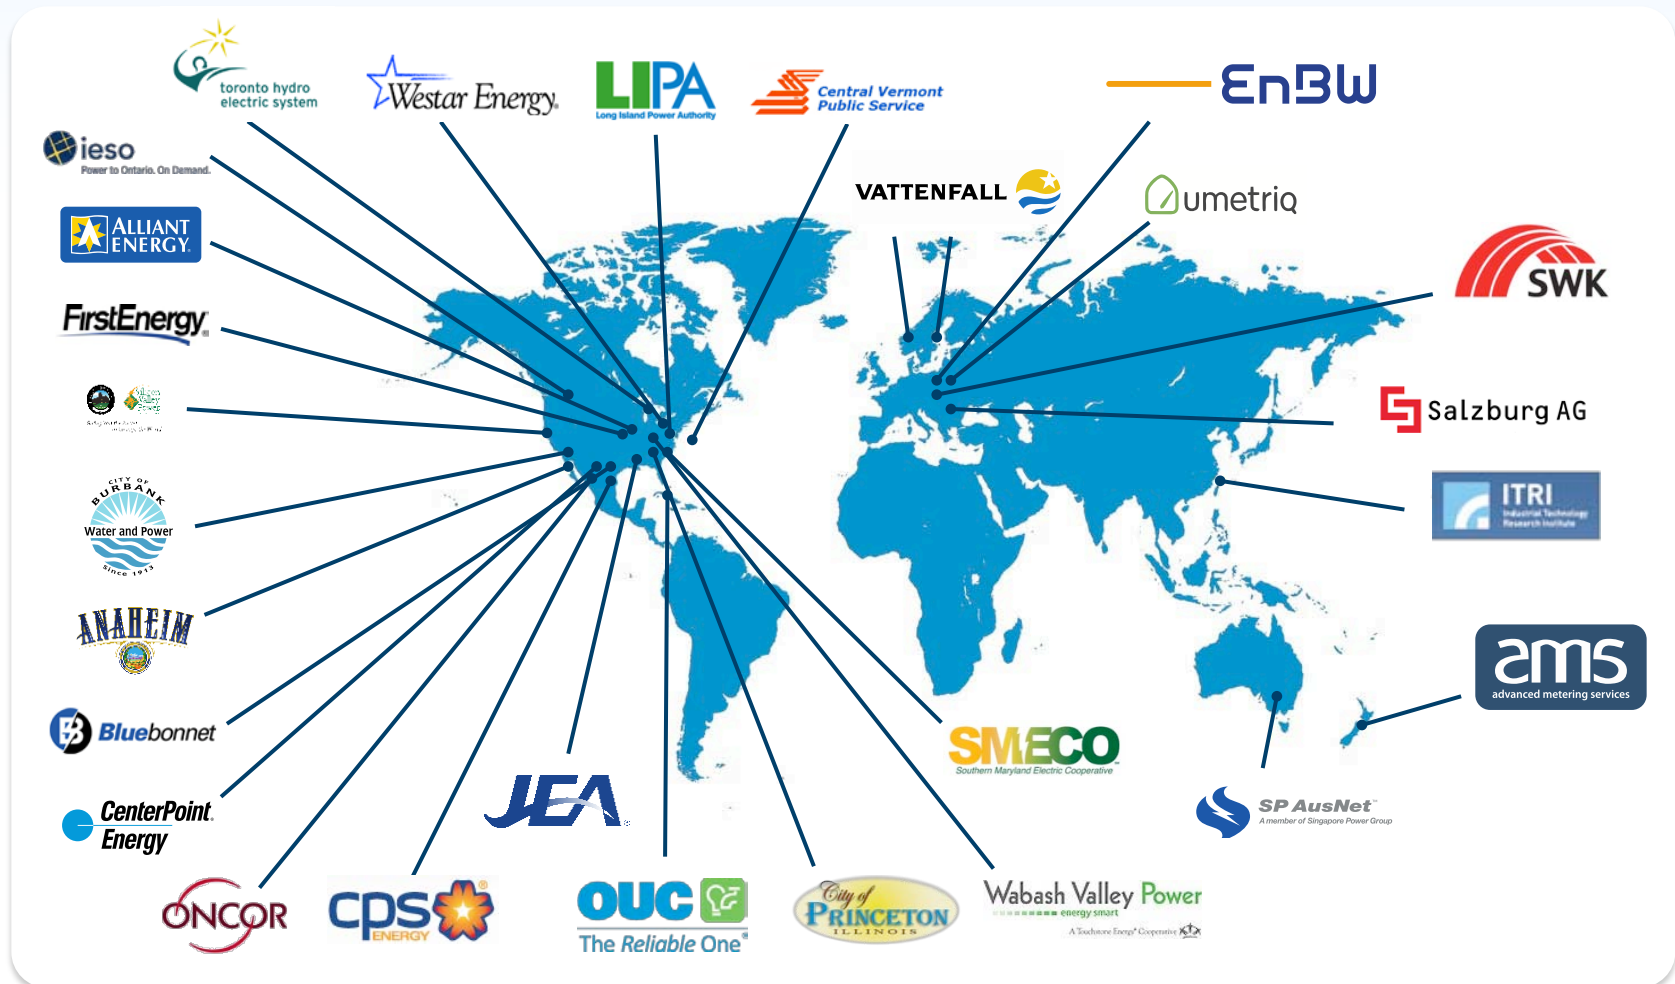 toronto hydro
electric system
Westar Energy®
LIPA
Long Island Power Authority
Central Vermont
Public Service
EnBW
ieso
Power to Ontario. On Demand.
VATTENFALL
umetriq
ALLIANT
ENERGY®
SWK
FirstEnergy®
Silicon
Valley
Power
Salzburg AG
CITY OF
BURBANK
Water and Power
Since 1913
ITRI
Industrial Technology
Research Institute
ANAHEIM
ams
advanced metering services
Bluebonnet
SMECO
Southern Maryland Electric Cooperative
JEA®
CenterPoint®
Energy
SP AusNet™
A member of Singapore Power Group
ONCOR
cps®
ENERGY
OUC
The Reliable One®
City of
PRINCETON
ILLINOIS
Wabash Valley Power
energy smart
A Touchstone Energy® Cooperative